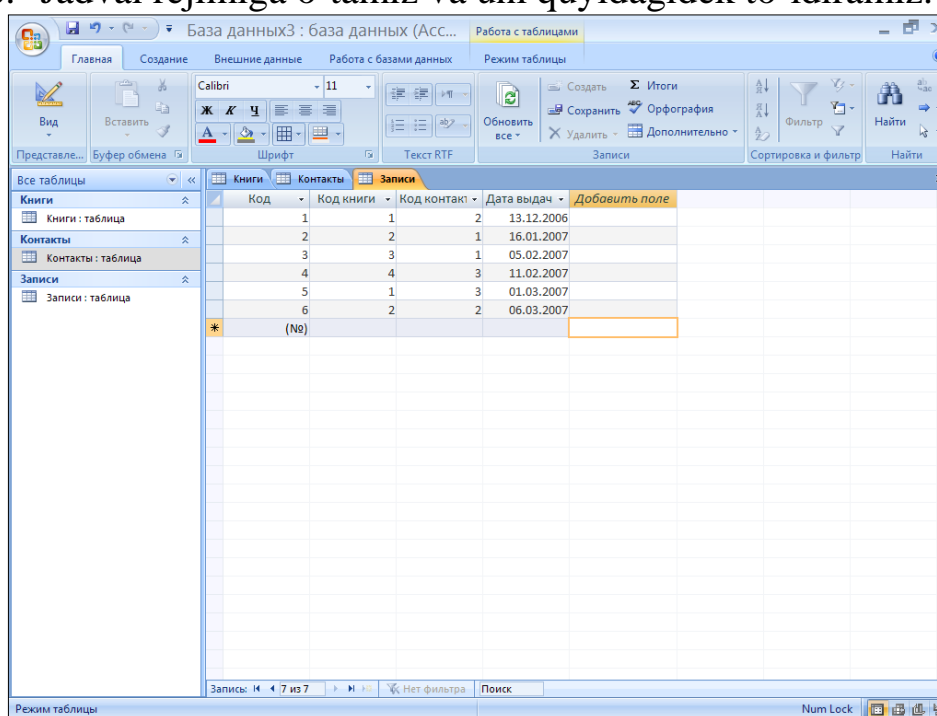 Jadval rejimiga o'tamiz va uni quyidagidek to'ldiramiz.
База данных3 : база данных (Acc...
Работа с таблицами
Главная Создание Внешние данные Работа с базами данных Режим таблицы
Вид
Вставить
Calibri 11
Ж К Ч
Обновить все
Создать
Сохранить
Удалить
Σ Итоги
Орфография
Дополнительно
Фильтр
Найти
Представле... Буфер обмена Шрифт Текст RTF Записи Сортировка и фильтр Найти
Все таблицы
Книги
Книги : таблица
Контакты
Контакты : таблица
Записи
Записи : таблица
Книги Контакты Записи
Код Код книги Код контакт Дата выдач Добавить поле
1 1 2 13.12.2006
2 2 1 16.01.2007
3 3 1 05.02.2007
4 4 3 11.02.2007
5 1 3 01.03.2007
6 2 2 06.03.2007
* (№)
Запись: 7 из 7 Нет фильтра Поиск
Режим таблицы Num Lock